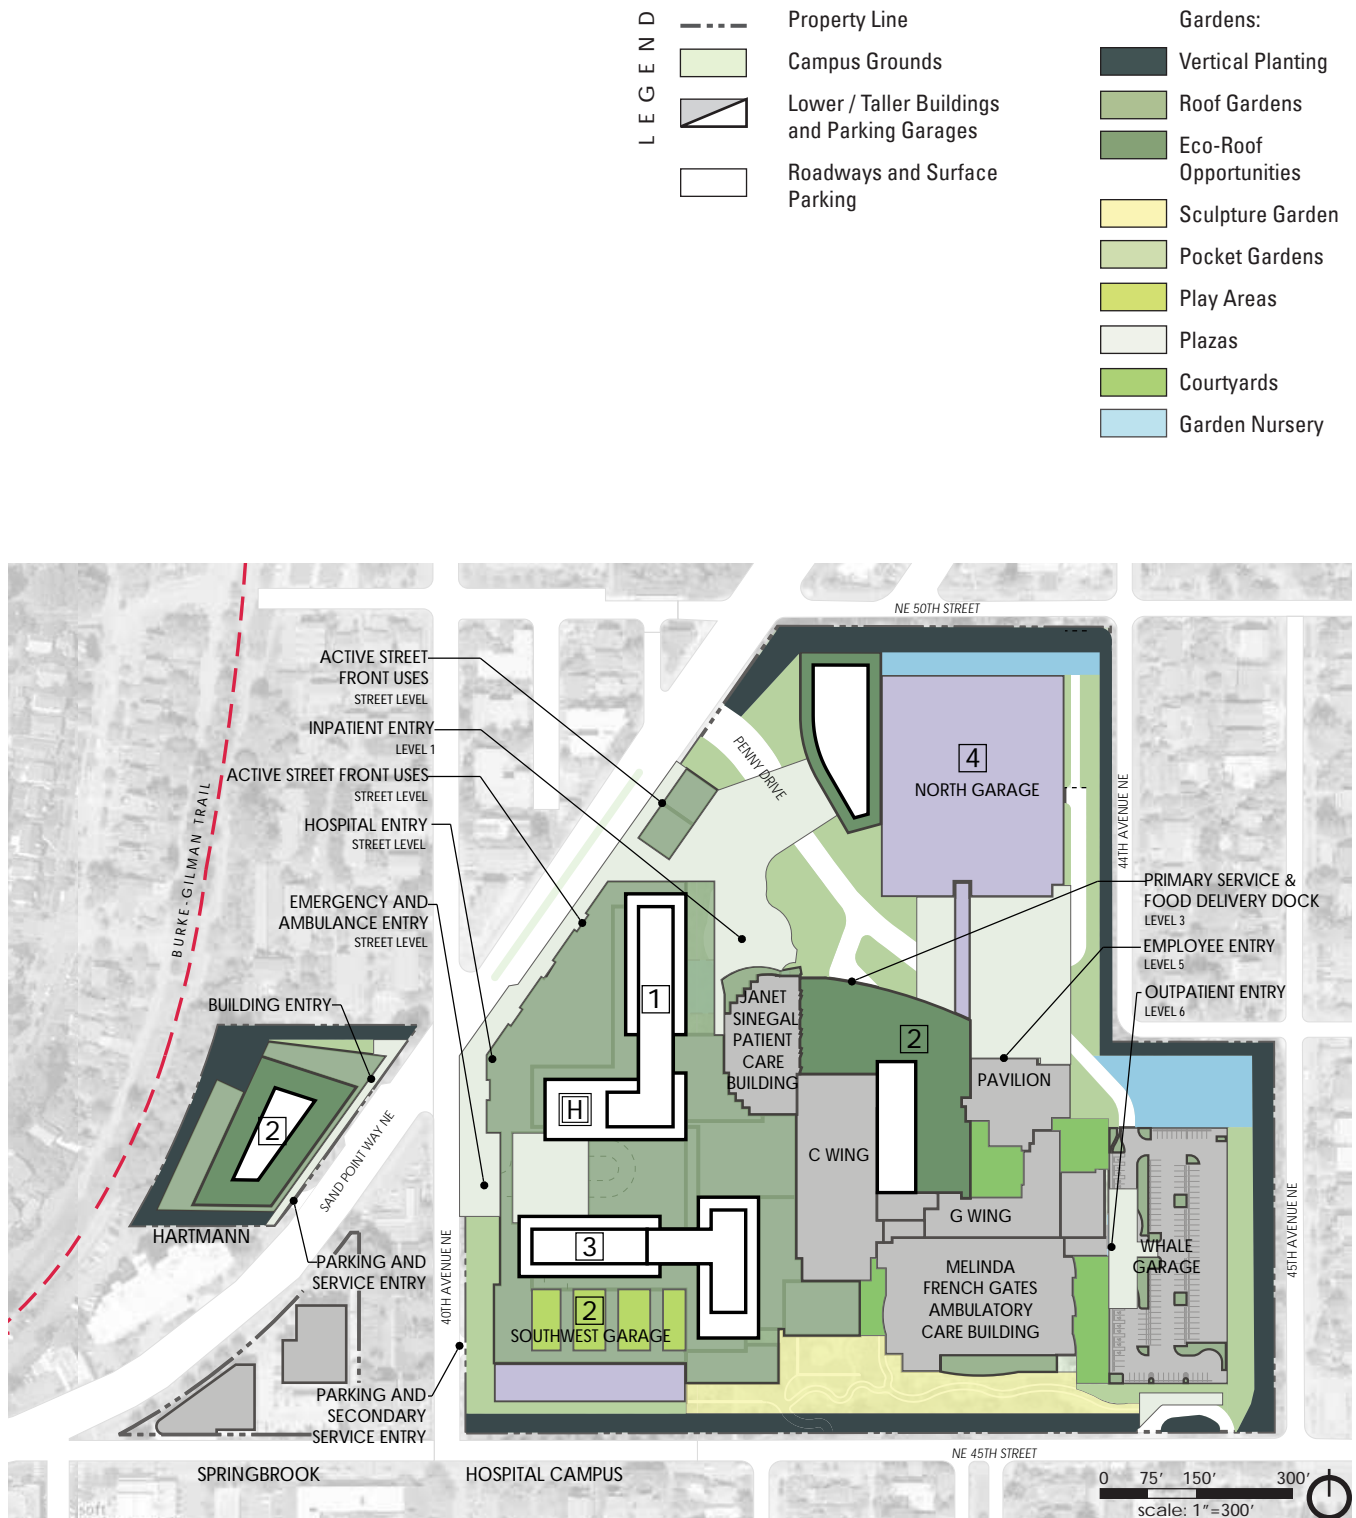 LEGEND
Property Line
Campus Grounds
Lower / Taller Buildings
and Parking Garages
Roadways and Surface
Parking
Gardens:
Vertical Planting
Roof Gardens
Eco-Roof
Opportunities
Sculpture Garden
Pocket Gardens
Play Areas
Plazas
Courtyards
Garden Nursery
NE 50TH STREET
ACTIVE STREET
FRONT USES
STREET LEVEL
INPATIENT ENTRY
LEVEL 1
ACTIVE STREET FRONT USES
STREET LEVEL
HOSPITAL ENTRY
STREET LEVEL
EMERGENCY AND
AMBULANCE ENTRY
STREET LEVEL
BUILDING ENTRY
BURKE-GILMAN TRAIL
PENNY DRIVE
4
NORTH GARAGE
44TH AVENUE NE
PRIMARY SERVICE &
FOOD DELIVERY DOCK
LEVEL 3
EMPLOYEE ENTRY
LEVEL 5
OUTPATIENT ENTRY
LEVEL 6
1
JANET
SINEGAL
PATIENT
CARE
BUILDING
2
PAVILION
H
2
C WING
SAND POINT WAY NE
HARTMANN
G WING
3
WHALE
GARAGE
45TH AVENUE NE
PARKING AND
SERVICE ENTRY
40TH AVENUE NE
MELINDA
FRENCH GATES
AMBULATORY
CARE BUILDING
2
SOUTHWEST GARAGE
PARKING AND
SECONDARY
SERVICE ENTRY
NE 45TH STREET
SPRINGBROOK
HOSPITAL CAMPUS
0 75' 150' 300'
scale: 1"=300'